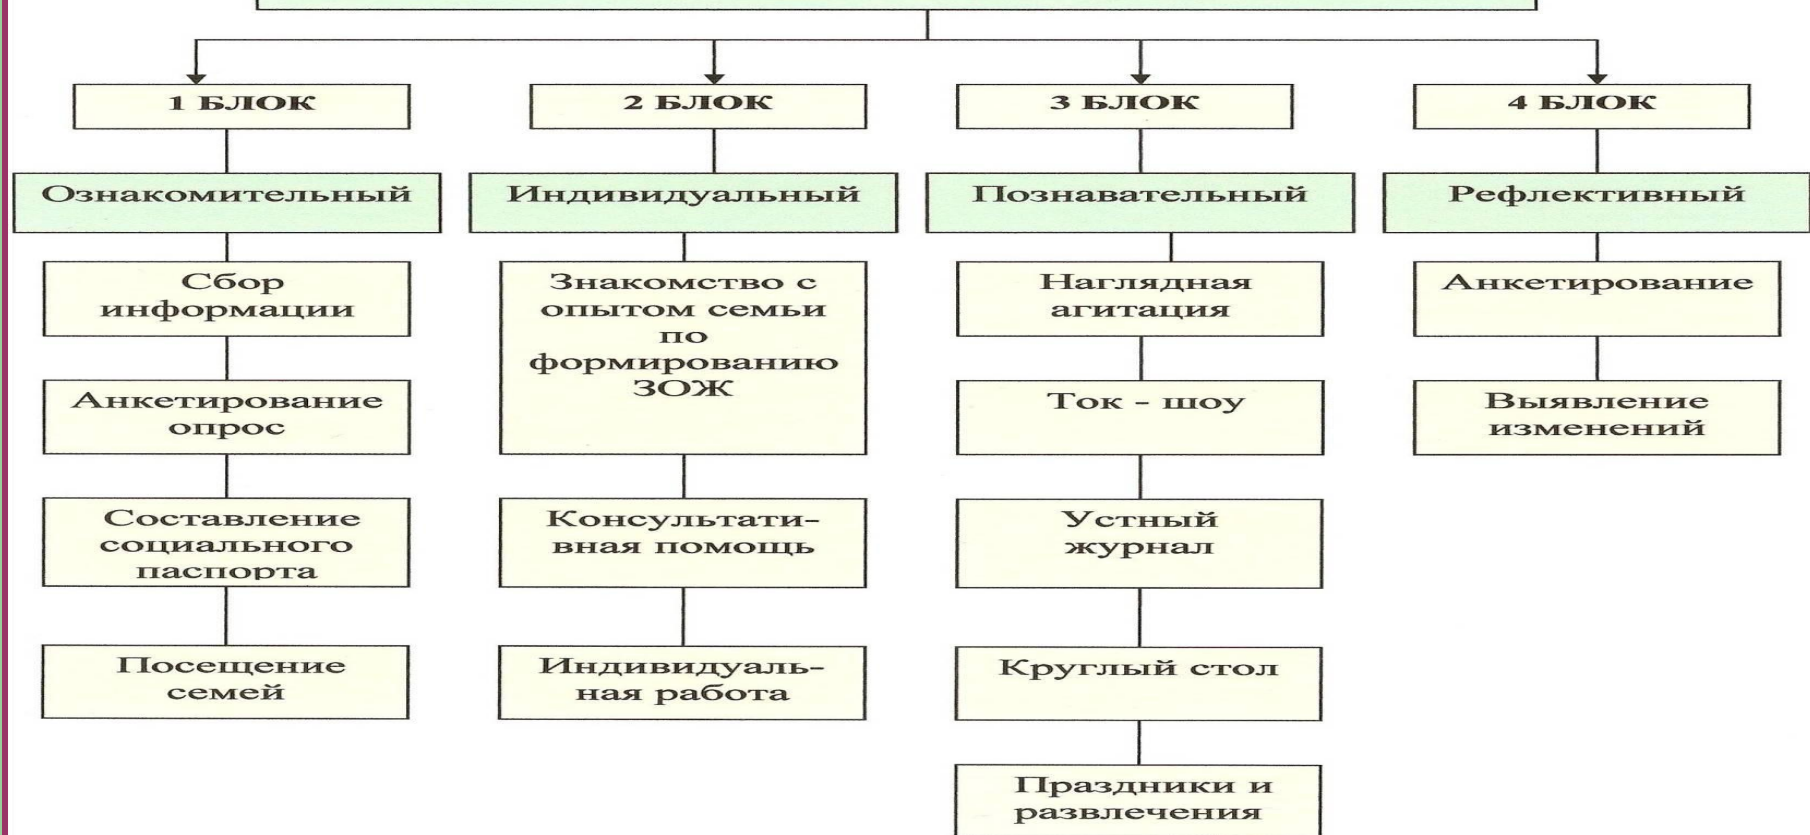 1 БЛОК
2 БЛОК
3 БЛОК
4 БЛОК
Ознакомительный
Индивидуальный
Познавательный
Рефлективный
Сбор
информации
Анкетирование
опрос
Составление
социального
паспорта
Посещение
семей
Знакомство с
опытом семьи
по
формированию
ЗОЖ
Консультати-
вная помощь
Индивидуаль-
ная работа
Наглядная
агитация
Ток - шоу
Устный
журнал
Круглый стол
Праздники и
развлечения
Анкетирование
Выявление
изменений